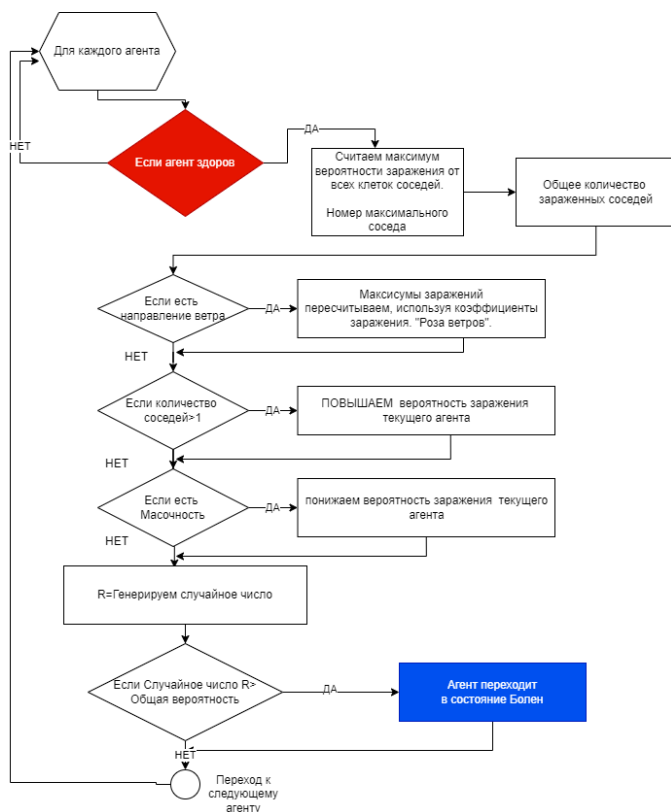 Для каждого агента
НЕТ
Если агент здоров
ДА
Считаем максимум
вероятности заражения от
всех клеток соседей.
Номер максимального
соседа
Общее количество
зараженных соседей
Если есть
направление ветра
ДА
Максисумы заражений
пересчитываем, используя коэффициенты
заражения. "Роза ветров".
НЕТ
Если количество
соседей>1
ДА
ПОВЫШАЕМ вероятность заражения
текущего агента
НЕТ
Если есть
Масочность
ДА
понижаем вероятность заражения текущего
агента
НЕТ
R=Генерируем случайное число
Если Случайное число R>
Общая вероятность
ДА
Агент переходит
в состояние Болен
НЕТ
Переход к
следующему
агенту